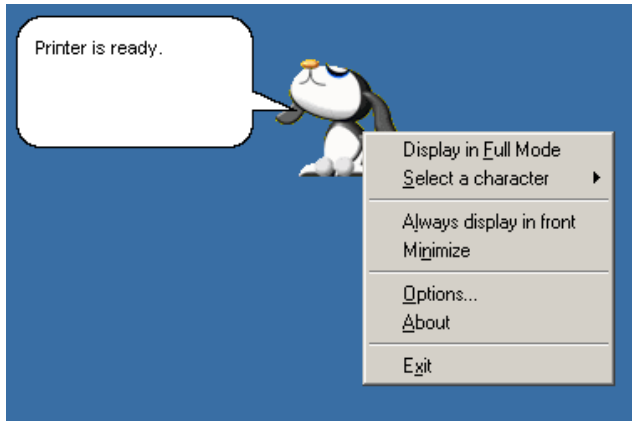 Printer is ready.
Display in Full Mode
Select a character
Always display in front
Minimize
Options...
About
Exit